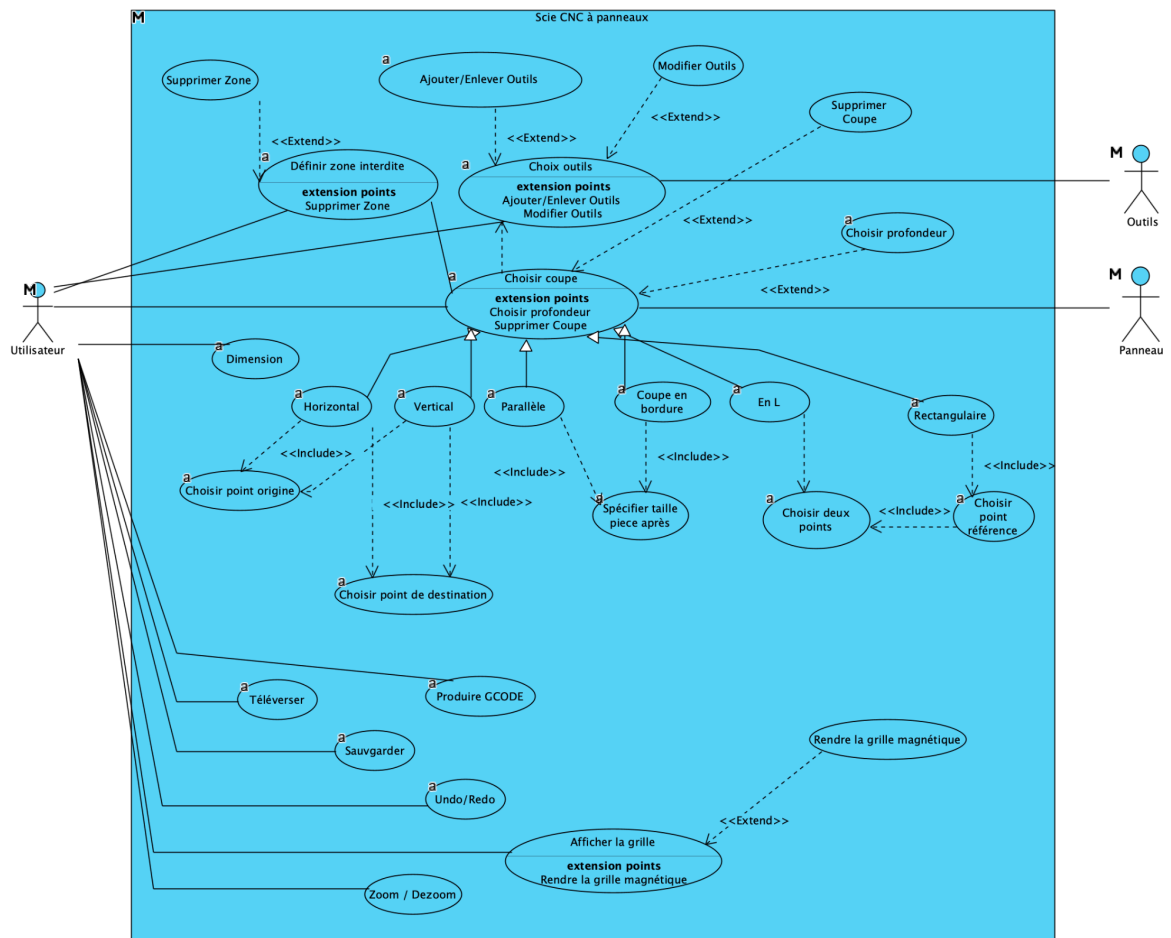 M
Scie CNC à panneaux
a
Supprimer Zone
Ajouter/Enlever Outils
Modifier Outils
Supprimer
Coupe
<<Extend>>
<<Extend>>
<<Extend>>
a
Définir zone interdite
extension points
Supprimer Zone
a
Choix outils
extension points
Ajouter/Enlever Outils
Modifier Outils
M
Outils
<<Extend>>
a
Choisir profondeur
a
Choisir coupe
extension points
Choisir profondeur
Supprimer Coupe
<<Extend>>
M
Panneau
M
Utilisateur
a
Dimension
a
Horizontal
a
Vertical
a
Parallèle
a
Coupe en
bordure
a
En L
a
Rectangulaire
<<Include>>
<<Include>>
<<Include>>
<<Include>>
a
Choisir point origine
<<Include>>
<<Include>>
a
Spécifier taille
piece après
a
Choisir deux
points
<<Include>>
a
Choisir
point
référence
a
Choisir point de destination
a
Téléverser
a
Produire GCODE
a
Sauvgarder
Rendre la grille magnétique
a
Undo/Redo
<<Extend>>
Afficher la grille
extension points
Rendre la grille magnétique
Zoom / Dezoom